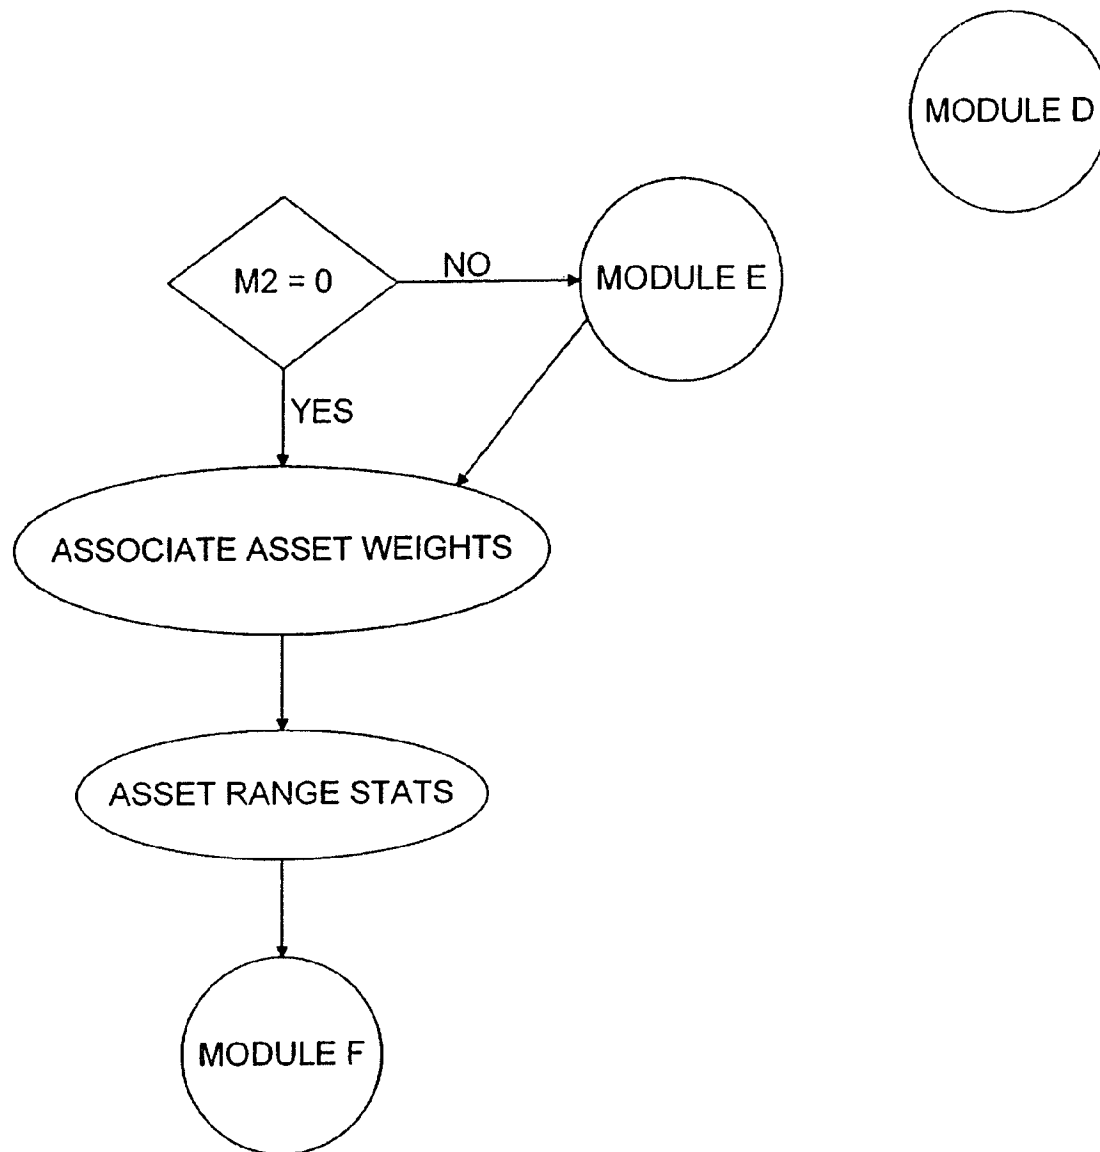 MODULE D
M2 = 0
NO
MODULE E
YES
ASSOCIATE ASSET WEIGHTS
ASSET RANGE STATS
MODULE F